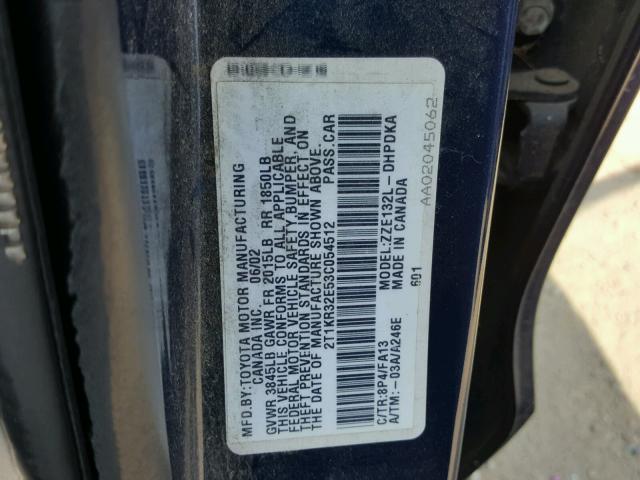 MFD.BY:TOYOTA MOTOR MANUFACTURING
CANADA INC. 06/02
GVWR 3845LB GAWR FR 2015LB RR 1850LB
THIS VEHICLE CONFORMS TO ALL APPLICABLE
FEDERAL MOTOR VEHICLE SAFETY, BUMPER, AND
THEFT PREVENTION STANDARDS IN EFFECT ON
THE DATE OF MANUFACTURE SHOWN ABOVE.
2T1KR32E53C054512 PASS.CAR
C/TR:8P4/FA13 MODEL:ZZE132L-DHPDKA
A/TM:-03A/A246E MADE IN CANADA
601 AA02045062